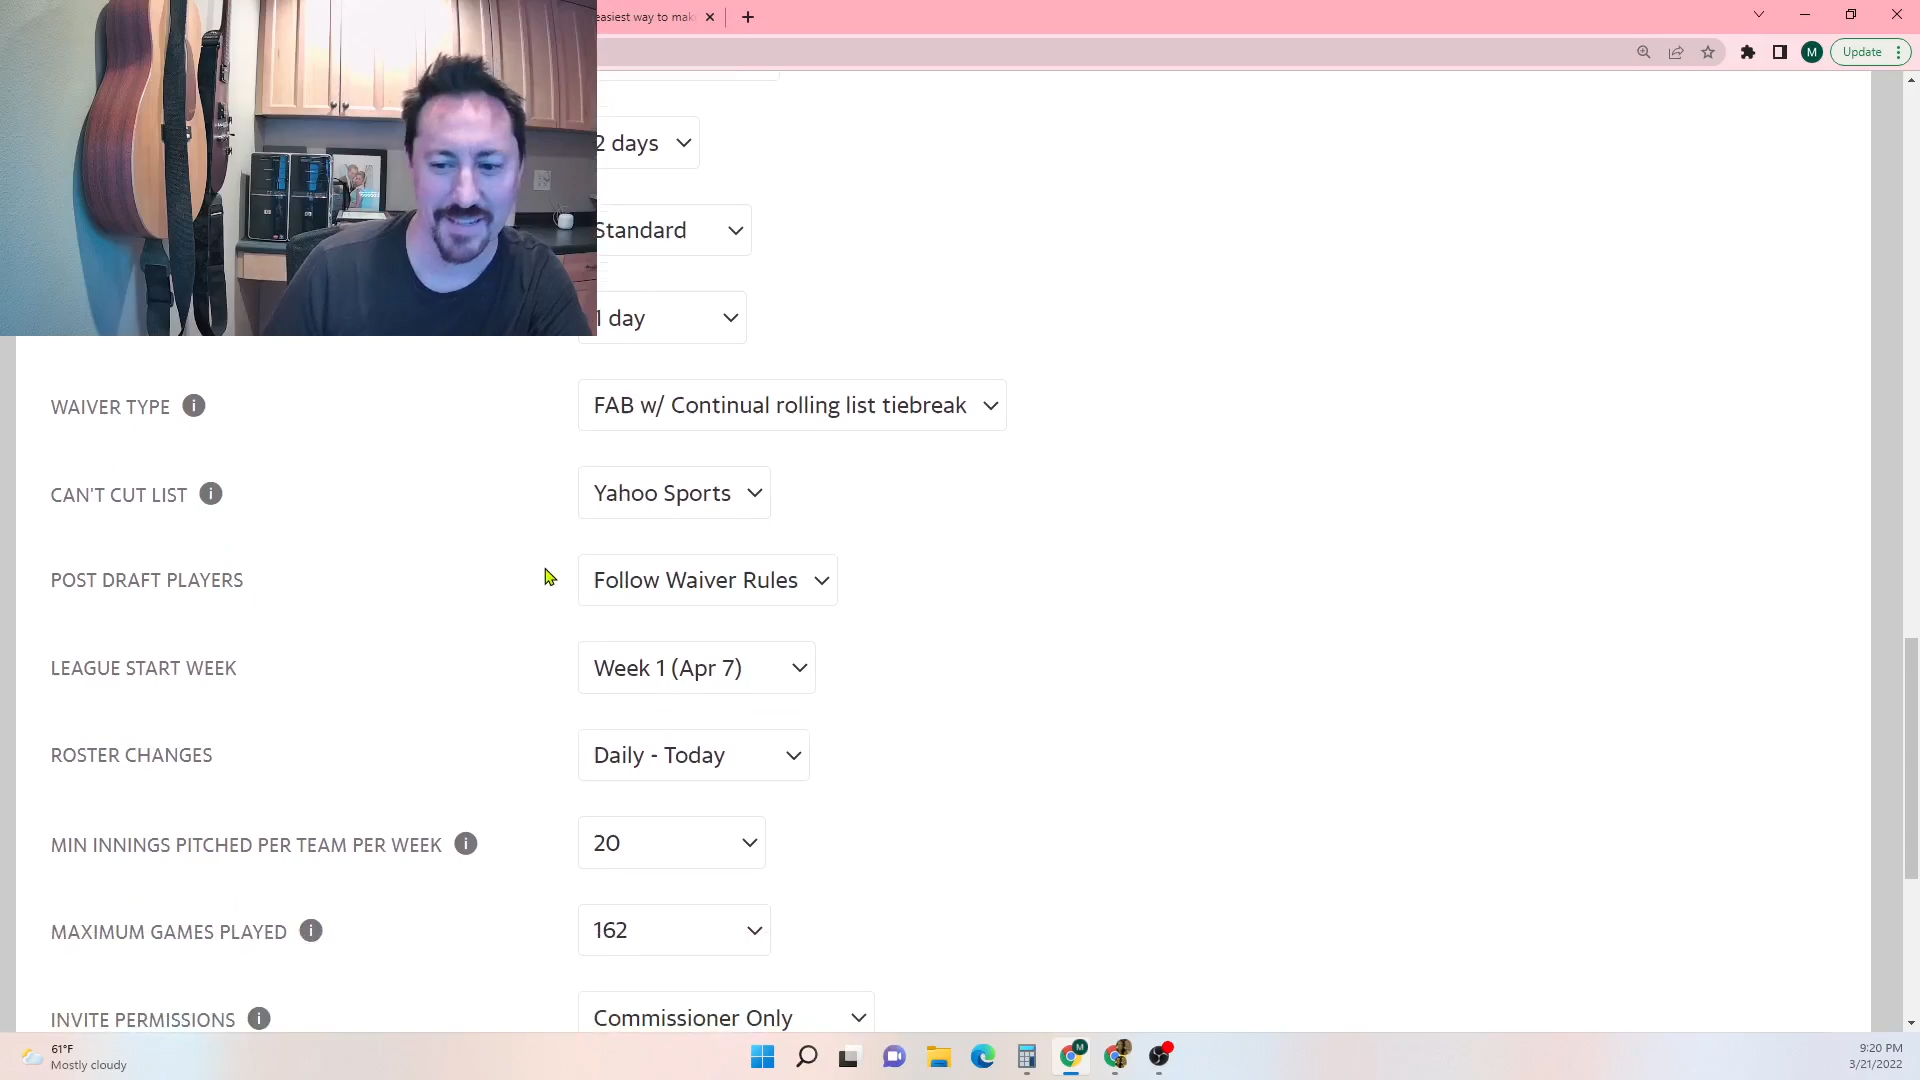 easiest way to mak
M
Update
2 days
Standard
1 day
WAIVER TYPE i
FAB w/ Continual rolling list tiebreak
CAN'T CUT LIST i
Yahoo Sports
POST DRAFT PLAYERS
Follow Waiver Rules
LEAGUE START WEEK
Week 1 (Apr 7)
ROSTER CHANGES
Daily - Today
MIN INNINGS PITCHED PER TEAM PER WEEK i
20
MAXIMUM GAMES PLAYED i
162
INVITE PERMISSIONS i
Commissioner Only
61°F
Mostly cloudy
M
9:20 PM
3/21/2022